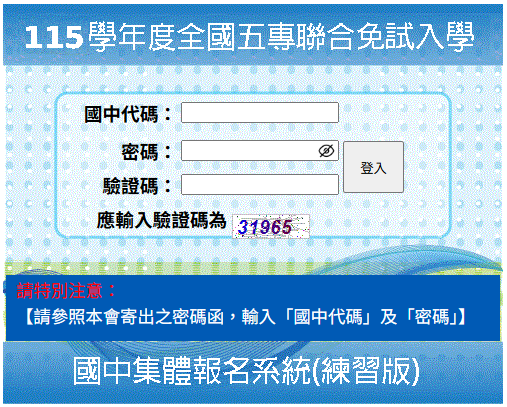 115學年度全國五專聯合免試入學
國中代碼：
密碼：
登入
驗證碼：
應輸入驗證碼為 31965
請特別注意：
【請參照本會寄出之密碼函，輸入「國中代碼」及「密碼」】
國中集體報名系統(練習版)